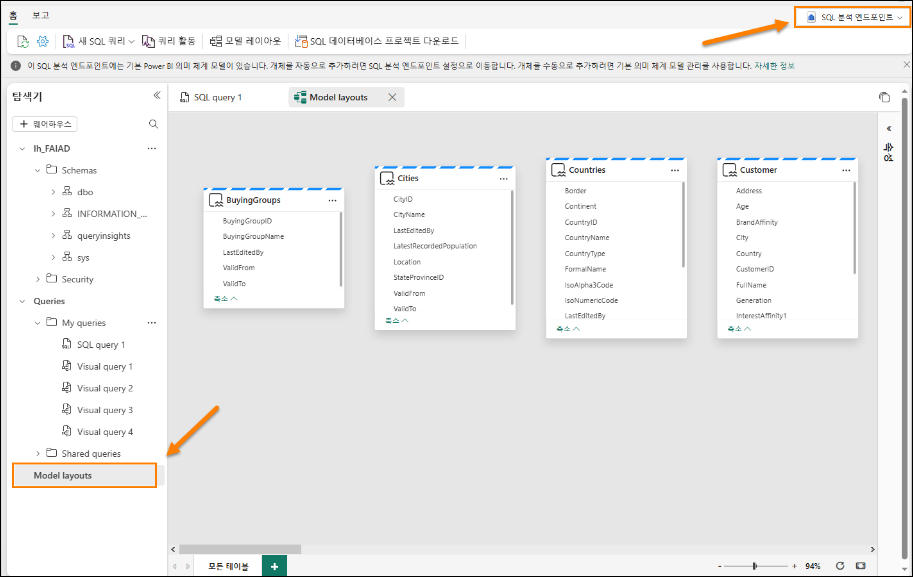 홈 보고
SQL 분석 엔드포인트
새 SQL 쿼리 쿼리 활동 모델 레이아웃 SQL 데이터베이스 프로젝트 다운로드
이 SQL 분석 엔드포인트에는 기본 Power BI 의미 체계 모델이 있습니다. 개체을 자동으로 추가하려면 SQL 분석 엔드포인트 설정으로 이동합니다. 개체을 수동으로 추가하려면 기본 의미 체계 모델 관리을 사용합니다. 자세한 정보
탐색기
+ 웨어하우스
lh_FAIAD
Schemas
dbo
INFORMATION_...
queryinsights
sys
Security
Queries
My queries
SQL query 1
Visual query 1
Visual query 2
Visual query 3
Visual query 4
Shared queries
Model layouts
SQL query 1
Model layouts
BuyingGroups
BuyingGroupID
BuyingGroupName
LastEditedBy
ValidFrom
ValidTo
축소
Cities
CityID
CityName
LastEditedBy
LatestRecordedPopulation
Location
StateProvinceID
ValidFrom
ValidTo
축소
Countries
Border
Continent
CountryID
CountryName
CountryType
FormalName
IsoAlpha3Code
IsoNumericCode
LastEditedBy
축소
Customer
Address
Age
BrandAffinity
City
Country
CustomerID
FullName
Generation
InterestAffinity1
축소
속성
모든 테이블
+
- + 94%